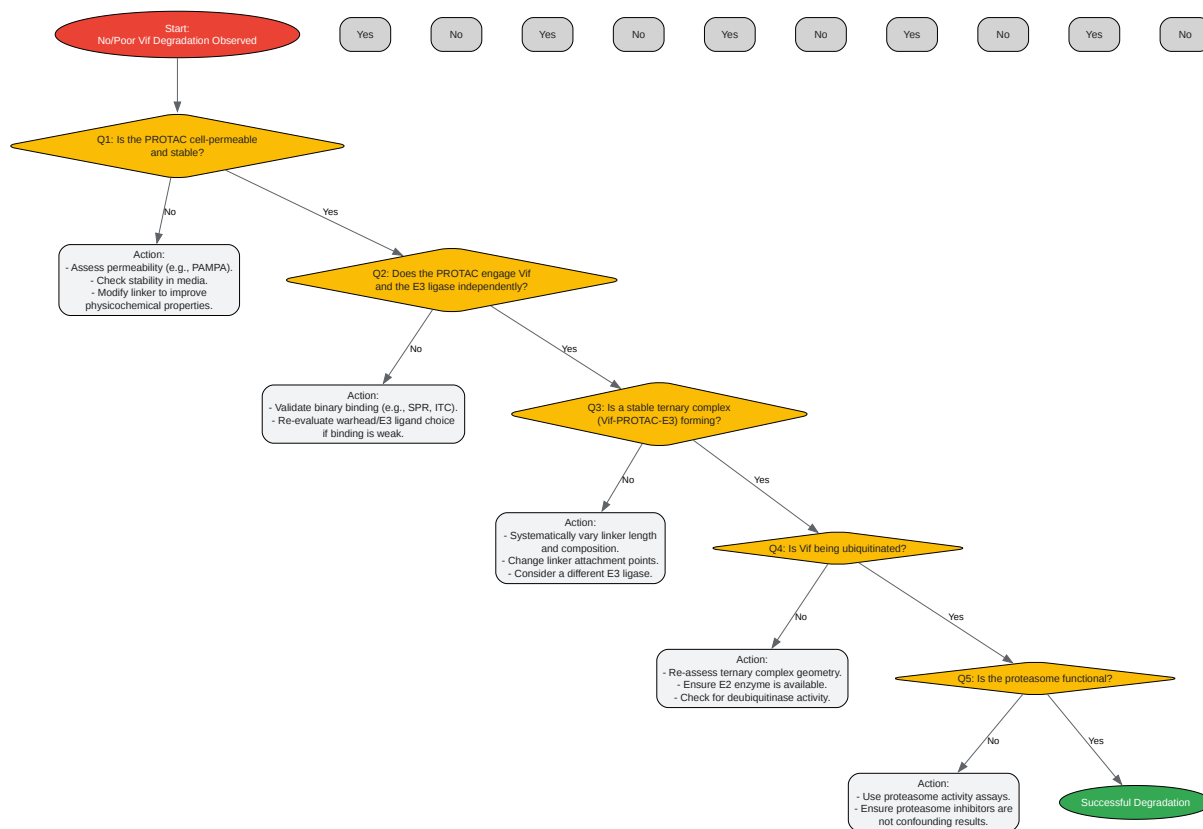 Start:
No/Poor Vif Degradation Observed
Yes
No
Yes
No
Yes
No
Yes
No
Yes
No
Q1: Is the PROTAC cell-permeable
and stable?
No
Yes
Action:
- Assess permeability (e.g., PAMPA).
- Check stability in media.
- Modify linker to improve
physicochemical properties.
Q2: Does the PROTAC engage Vif
and the E3 ligase independently?
No
Yes
Action:
- Validate binary binding (e.g., SPR, ITC).
- Re-evaluate warhead/E3 ligand choice
if binding is weak.
Q3: Is a stable ternary complex
(Vif-PROTAC-E3) forming?
No
Yes
Action:
- Systematically vary linker length
and composition.
- Change linker attachment points.
- Consider a different E3 ligase.
Q4: Is Vif being ubiquitinated?
No
Yes
Action:
- Re-assess ternary complex geometry.
- Ensure E2 enzyme is available.
- Check for deubiquitinase activity.
Q5: Is the proteasome functional?
No
Yes
Action:
- Use proteasome activity assays.
- Ensure proteasome inhibitors are
not confounding results.
Successful Degradation